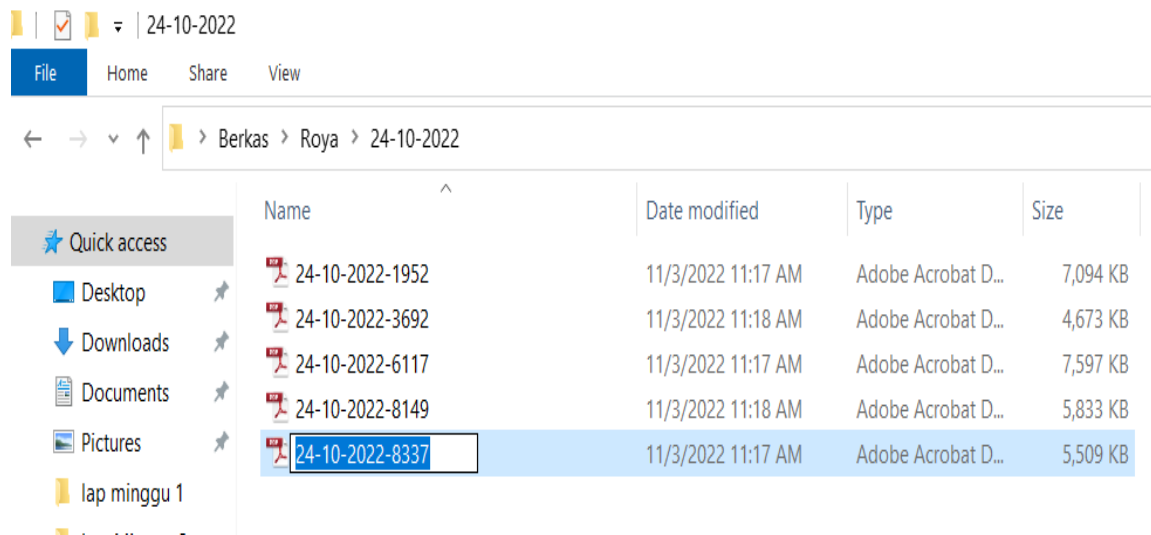 24-10-2022
File Home Share View
Berkas Roya 24-10-2022
Name Date modified Type Size
Quick access
Desktop
Downloads
Documents
Pictures
lap minggu 1
24-10-2022-1952 11/3/2022 11:17 AM Adobe Acrobat D... 7,094 KB
24-10-2022-3692 11/3/2022 11:18 AM Adobe Acrobat D... 4,673 KB
24-10-2022-6117 11/3/2022 11:17 AM Adobe Acrobat D... 7,597 KB
24-10-2022-8149 11/3/2022 11:18 AM Adobe Acrobat D... 5,833 KB
24-10-2022-8337 11/3/2022 11:17 AM Adobe Acrobat D... 5,509 KB